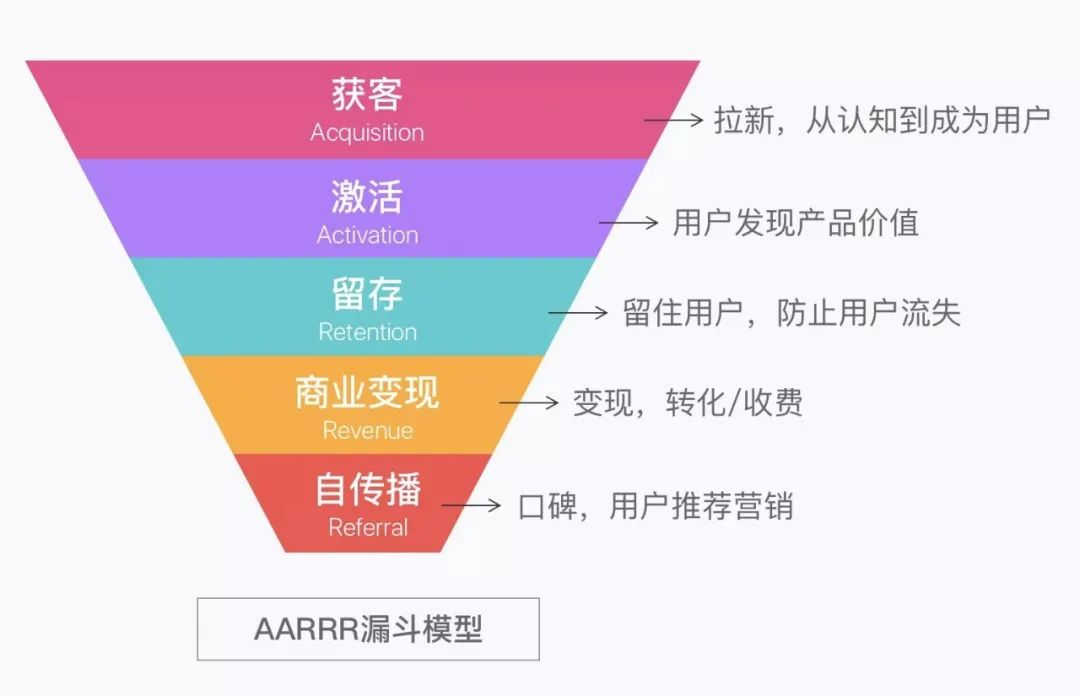 获客
Acquisition
拉新，从认知到成为用户
激活
Activation
用户发现产品价值
留存
Retention
留住用户，防止用户流失
商业变现
Revenue
变现，转化/收费
自传播
Referral
口碑，用户推荐营销
AARRR漏斗模型